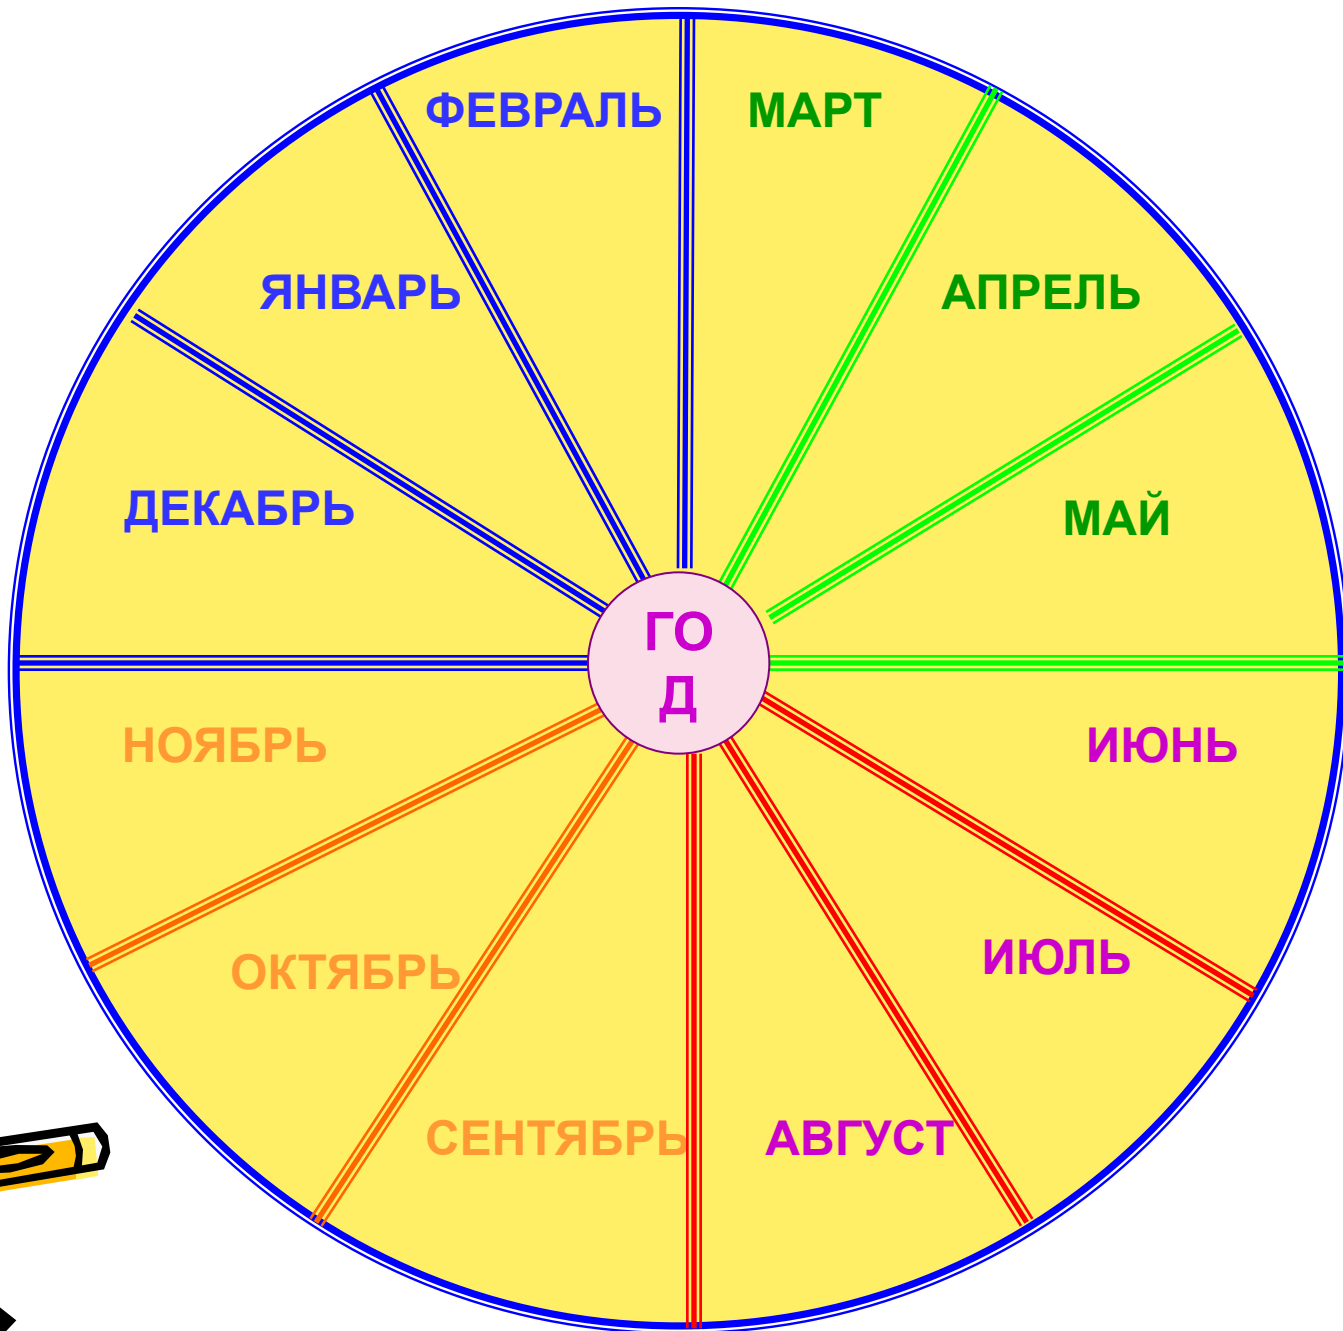 ФЕВРАЛЬ
МАРТ
ЯНВАРЬ
АПРЕЛЬ
ДЕКАБРЬ
МАЙ
ГО
Д
НОЯБРЬ
ИЮНЬ
ОКТЯБРЬ
ИЮЛЬ
СЕНТЯБРЬ
АВГУСТ